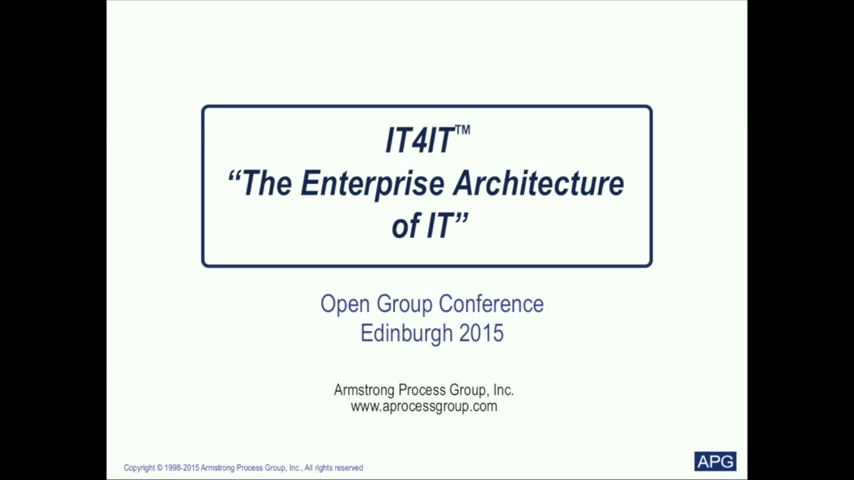 IT4IT™
“The Enterprise Architecture
of IT”
Open Group Conference
Edinburgh 2015
Armstrong Process Group, Inc.
www.aprocessgroup.com
Copyright © 1998-2015 Armstrong Process Group, Inc., All rights reserved
APG